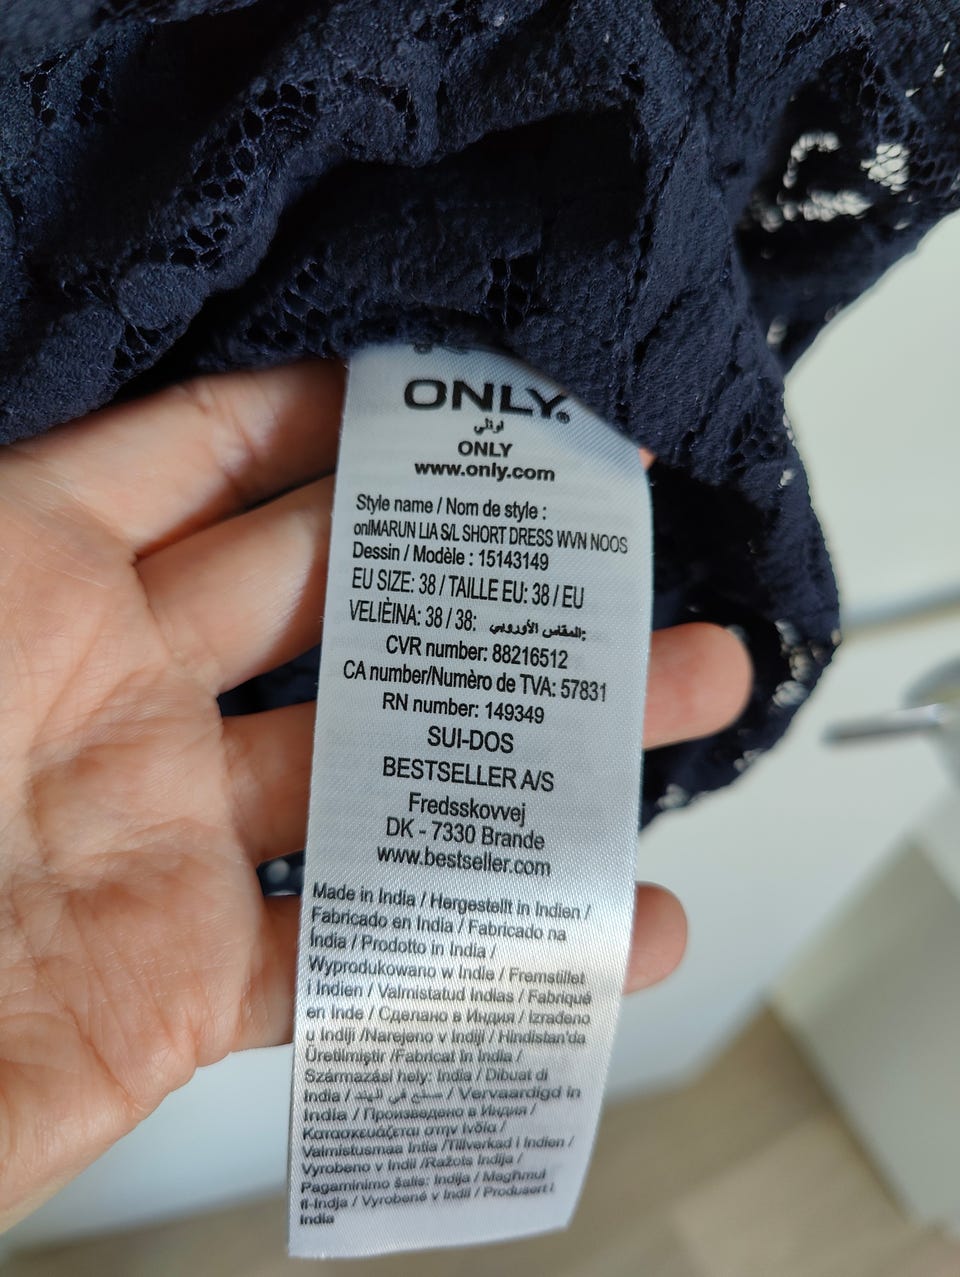 ONLY®
اونلي
ONLY
www.only.com
Style name / Nom de style :
onlMARUN LIA S/L SHORT DRESS WVN NOOS
Dessin / Modèle : 15143149
EU SIZE: 38 / TAILLE EU: 38 / EU
VELIĖINA: 38 / 38: المقاس الأوروبي:
CVR number: 88216512
CA number/Numèro de TVA: 57831
RN number: 149349
SUI-DOS
BESTSELLER A/S
Fredsskovvej
DK - 7330 Brande
www.bestseller.com
Made in India / Hergestellt in Indien /
Fabricado en India / Fabricado na
Índia / Prodotto in India /
Wyprodukowano w Indie / Fremstillet
i Indien / Valmistatud Indias / Fabriqué
en Inde / Сделано в Индия / Izrađeno
u Indiji /Narejeno v Indiji / Hindistan'da
Üretilmiştir /Fabricat în India /
Származási hely: India / Dibuat di
India / صنع في الهند / Vervaardigd in
India / Произведено в Индия /
Κατασκευάζεται στην Ινδία /
Valmistusmaa Intia /Tillverkad i Indien /
Vyrobeno v Indii /Ražots Indija /
Pagaminimo šalis: Indija / Magħmul
fl-Indja / Vyrobené v Indii / Produsert i
India